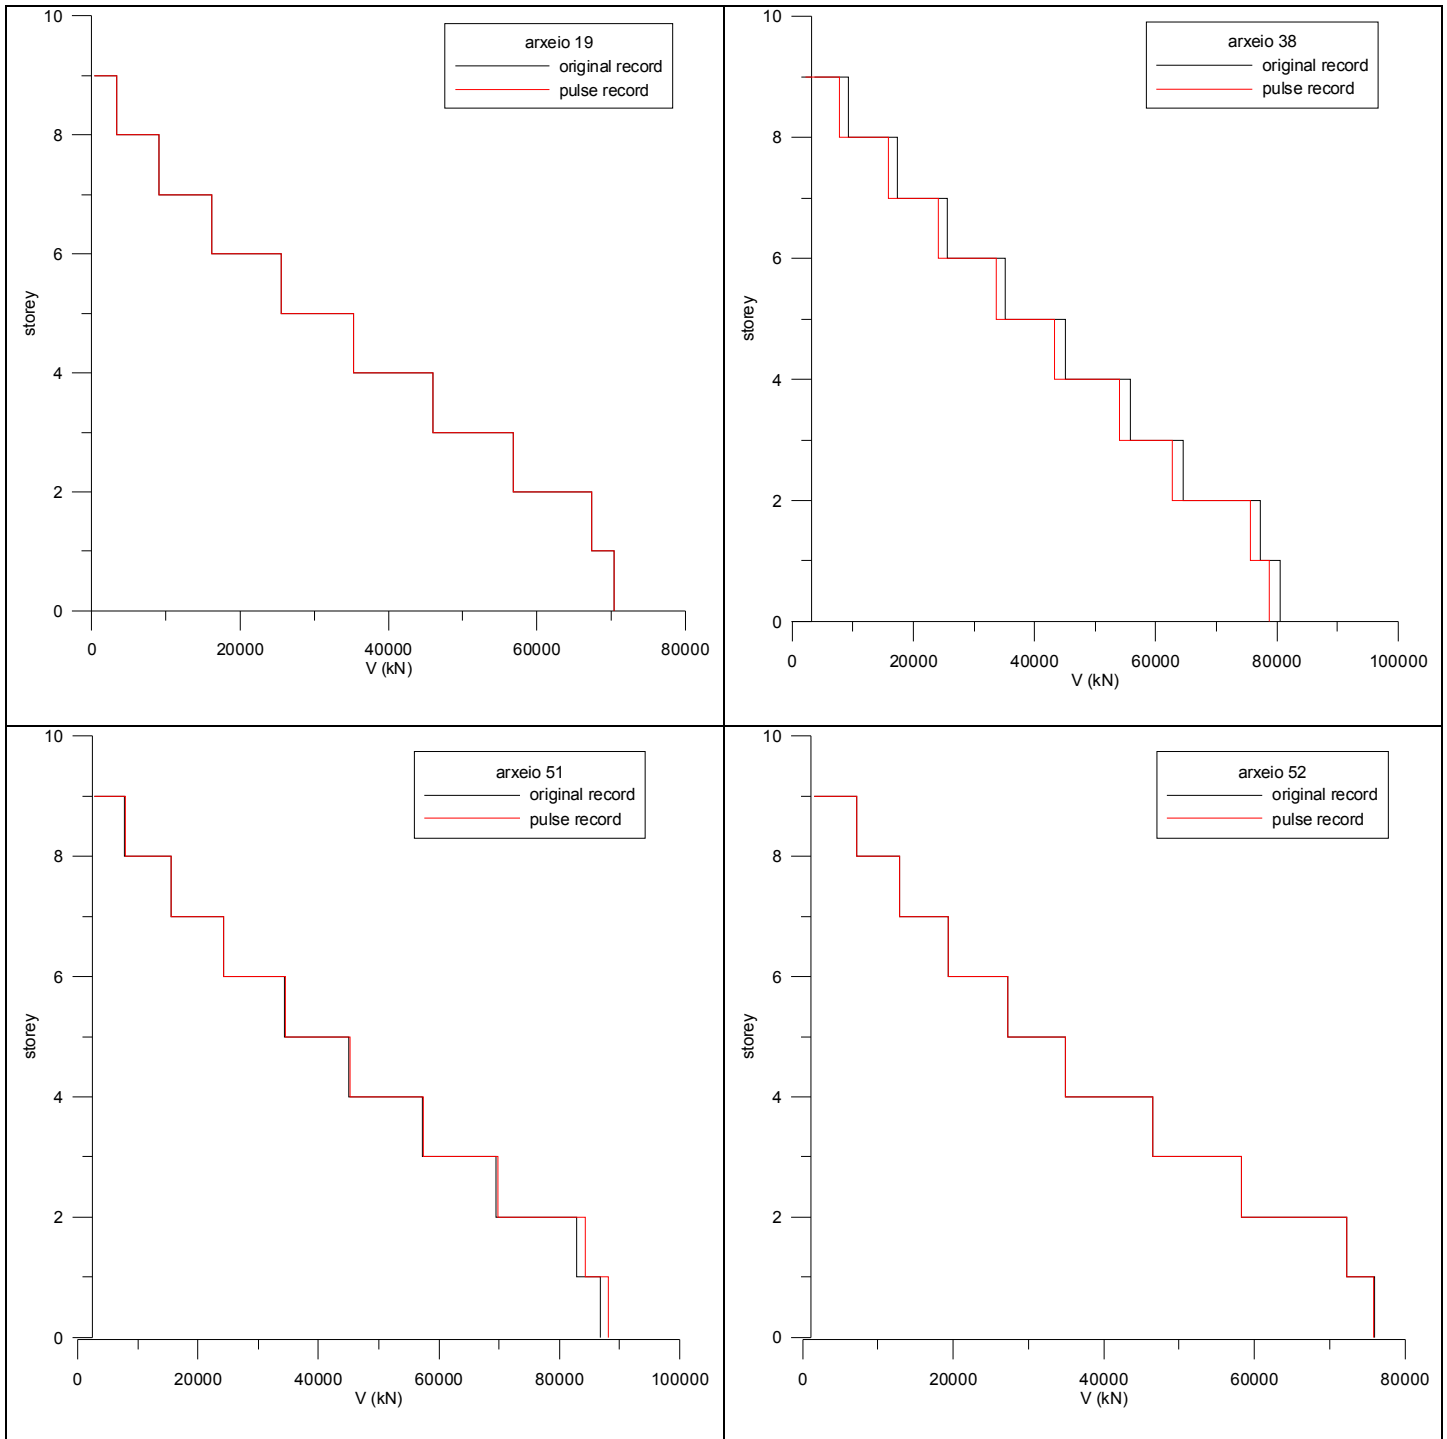 10
8
6
4
2
0
storey
arxeio 19
original record
pulse record
0 20000 40000 60000 80000
V (kN)
10
8
6
4
2
0
storey
arxeio 38
original record
pulse record
0 20000 40000 60000 80000 100000
V (kN)
10
8
6
4
2
0
storey
arxeio 51
original record
pulse record
0 20000 40000 60000 80000 100000
V (kN)
10
8
6
4
2
0
storey
arxeio 52
original record
pulse record
0 20000 40000 60000 80000
V (kN)